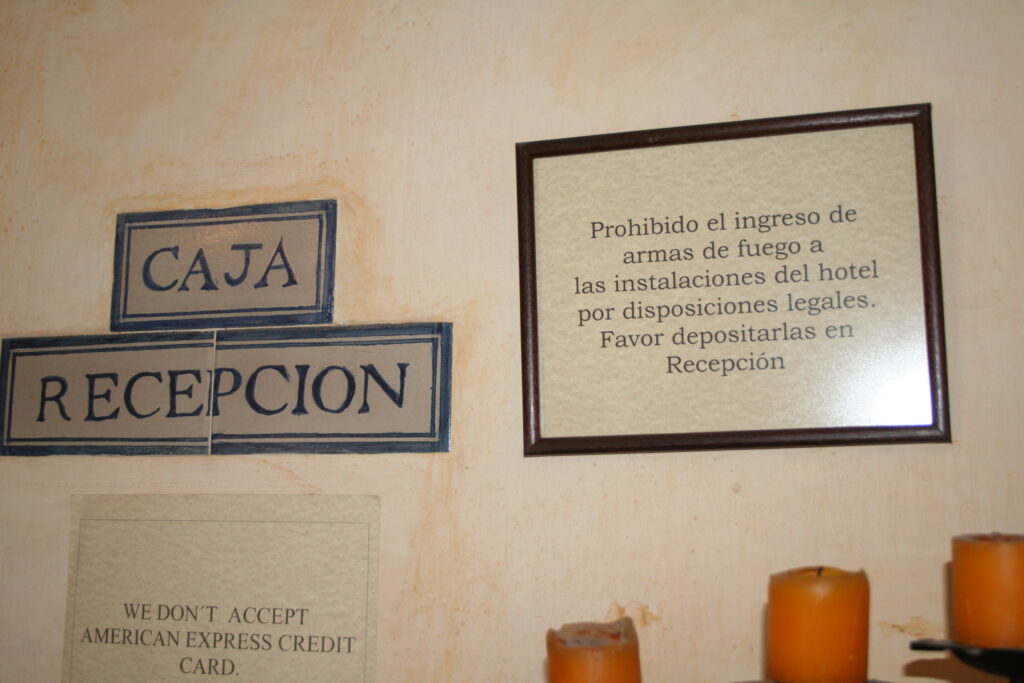 CAJA
RECEPCION
Prohibido el ingreso de
armas de fuego a
las instalaciones del hotel
por disposiciones legales.
Favor depositarlas en
Recepción
WE DON´T ACCEPT
AMERICAN EXPRESS CREDIT
CARD.